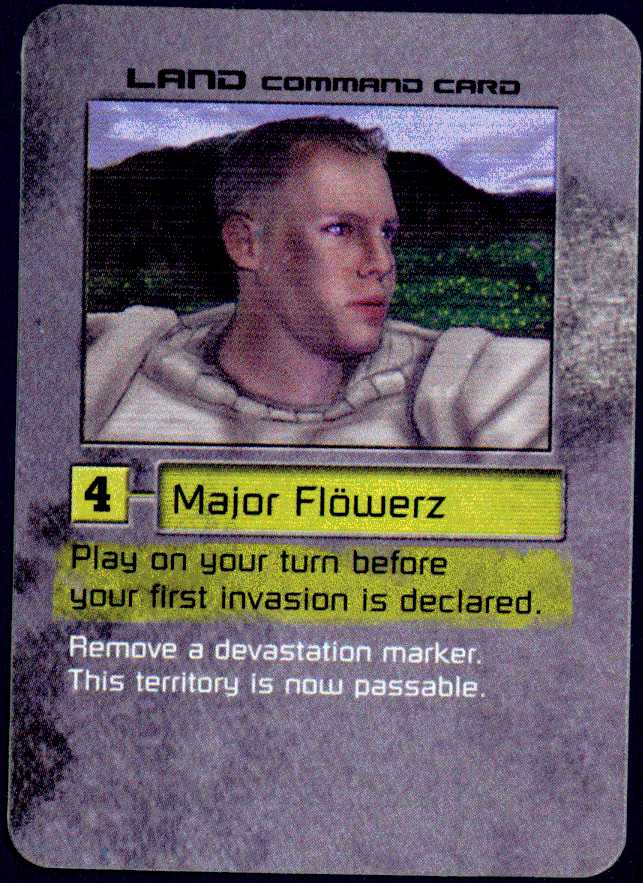 LAND COMMAND CARD
4 Major Flöwerz
Play on your turn before
your first invasion is declared.
Remove a devastation marker.
This territory is now passable.